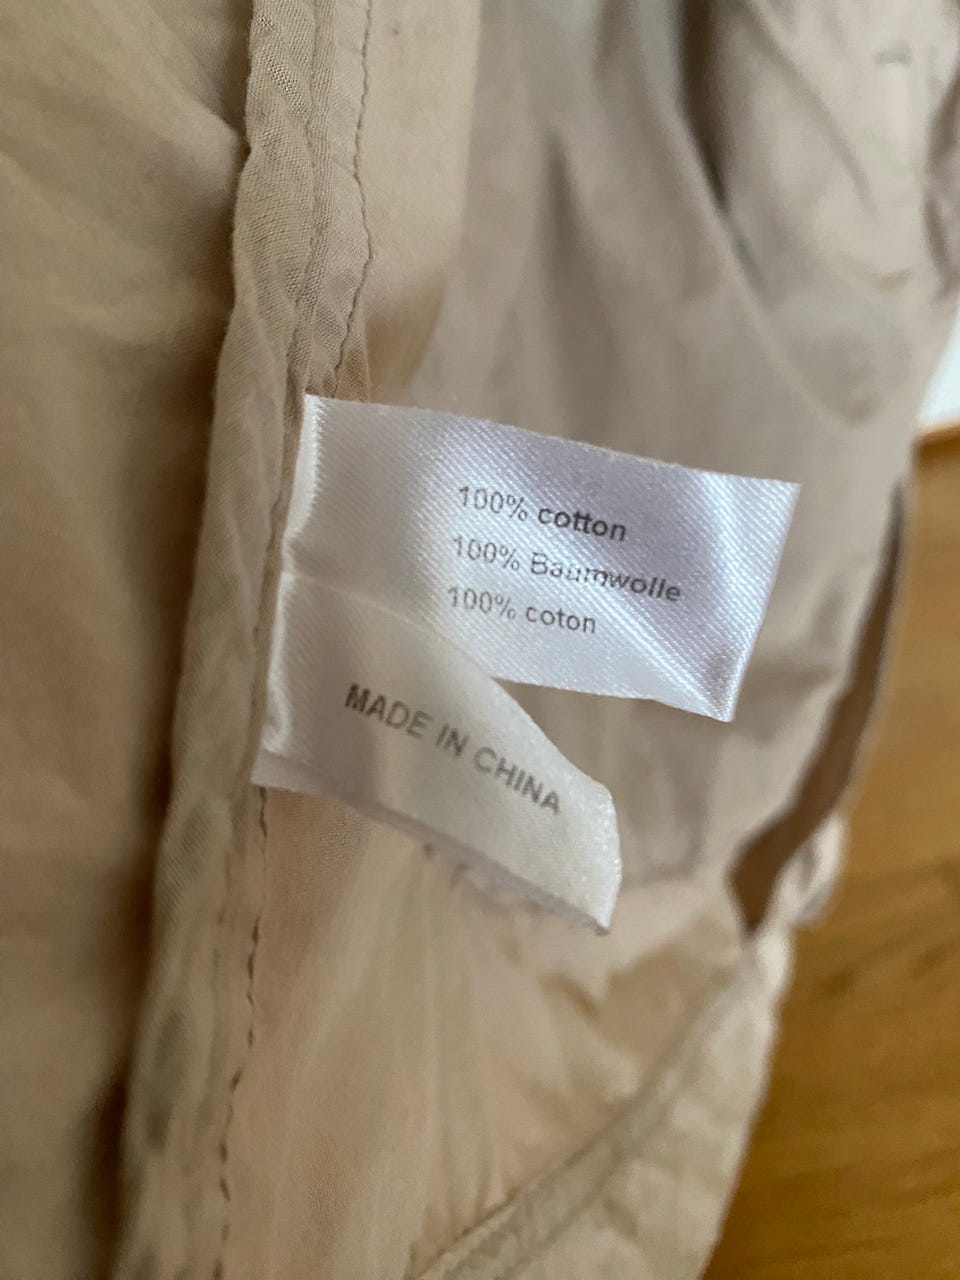 100% cotton
100% Baumwolle
100% coton
MADE IN CHINA